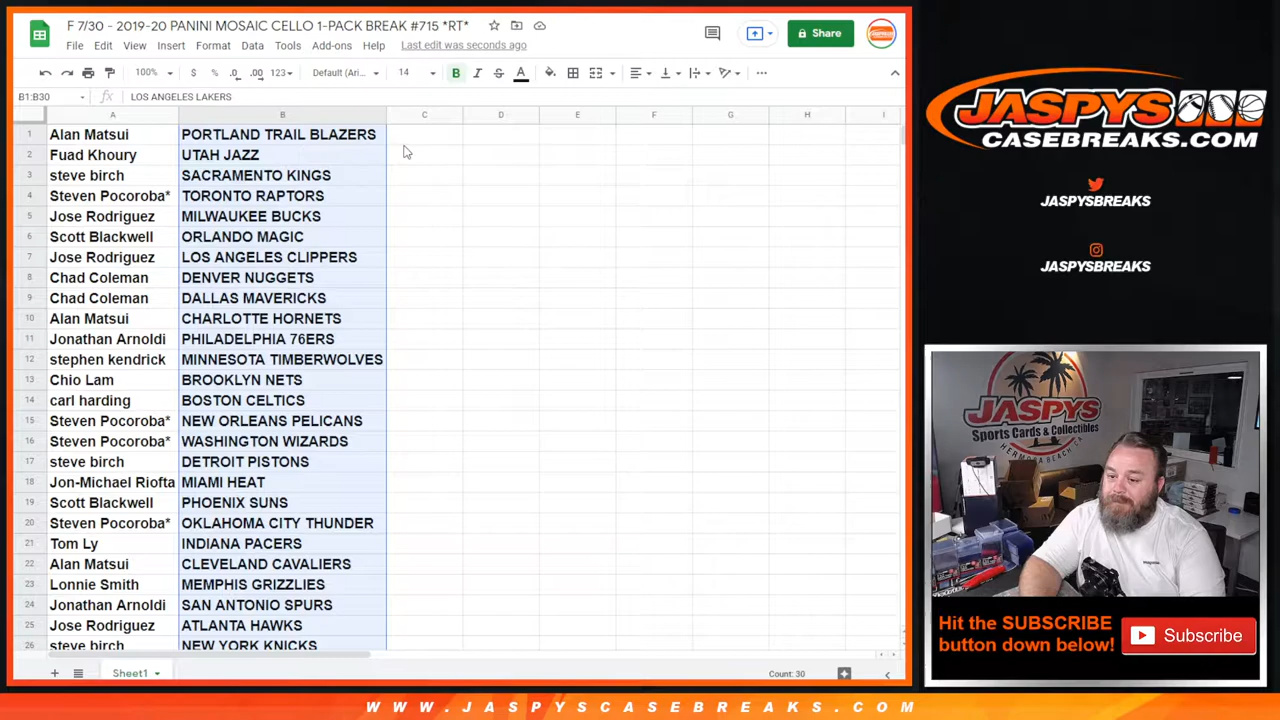 F 7/30 - 2019-20 PANINI MOSAIC CELLO 1-PACK BREAK #715 *RT*
File Edit View Insert Format Data Tools Add-ons Help Last edit was seconds ago
Share
100% $ % .0 .00 123 Default (Ari... 14 B I S A
B1:B30 fx LOS ANGELES LAKERS
A B C D E F G H I
1 Alan Matsui PORTLAND TRAIL BLAZERS
2 Fuad Khoury UTAH JAZZ
3 steve birch SACRAMENTO KINGS
4 Steven Pocoroba* TORONTO RAPTORS
5 Jose Rodriguez MILWAUKEE BUCKS
6 Scott Blackwell ORLANDO MAGIC
7 Jose Rodriguez LOS ANGELES CLIPPERS
8 Chad Coleman DENVER NUGGETS
9 Chad Coleman DALLAS MAVERICKS
10 Alan Matsui CHARLOTTE HORNETS
11 Jonathan Arnoldi PHILADELPHIA 76ERS
12 stephen kendrick MINNESOTA TIMBERWOLVES
13 Chio Lam BROOKLYN NETS
14 carl harding BOSTON CELTICS
15 Steven Pocoroba* NEW ORLEANS PELICANS
16 Steven Pocoroba* WASHINGTON WIZARDS
17 steve birch DETROIT PISTONS
18 Jon-Michael Riofta MIAMI HEAT
19 Scott Blackwell PHOENIX SUNS
20 Steven Pocoroba* OKLAHOMA CITY THUNDER
21 Tom Ly INDIANA PACERS
22 Alan Matsui CLEVELAND CAVALIERS
23 Lonnie Smith MEMPHIS GRIZZLIES
24 Jonathan Arnoldi SAN ANTONIO SPURS
25 Jose Rodriguez ATLANTA HAWKS
26 steve birch NEW YORK KNICKS
Sheet1
Count: 30
JASPYS
CASEBREAKS.COM
JASPYSBREAKS
JASPYSBREAKS
JASPYS
Sports Cards & Collectibles
HERMOSA BEACH CA
Hit the SUBSCRIBE
button down below!
Subscribe
WWW.JASPYSCASEBREAKS.COM